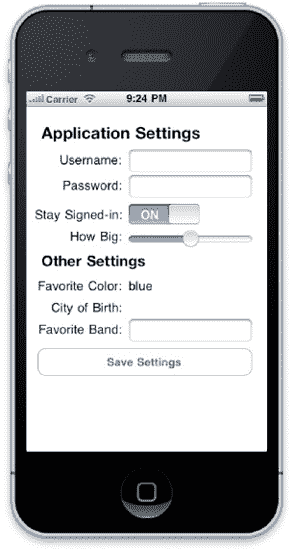 Carrier 9:24 PM
Application Settings
Username:
Password:
Stay Signed-in: ON
How Big:
Other Settings
Favorite Color: blue
City of Birth:
Favorite Band:
Save Settings